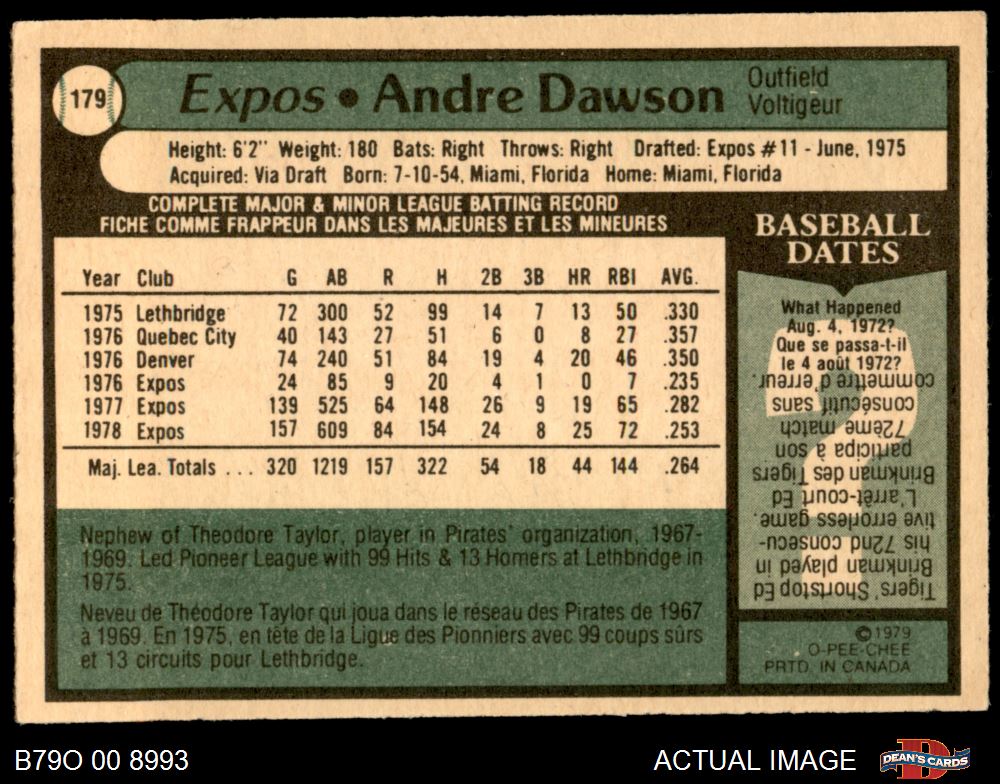 179
Expos • Andre Dawson
Outfield
Voltigeur
Height: 6'2" Weight: 180 Bats: Right Throws: Right Drafted: Expos #11 - June, 1975
Acquired: Via Draft Born: 7-10-54, Miami, Florida Home: Miami, Florida
COMPLETE MAJOR & MINOR LEAGUE BATTING RECORD
FICHE COMME FRAPPEUR DANS LES MAJEURES ET LES MINEURES
Year Club G AB R H 2B 3B HR RBI AVG.
1975 Lethbridge 72 300 52 99 14 7 13 50 .330
1976 Quebec City 40 143 27 51 6 0 8 27 .357
1976 Denver 74 240 51 84 19 4 20 46 .350
1976 Expos 24 85 9 20 4 1 0 7 .235
1977 Expos 139 525 64 148 26 9 19 65 .282
1978 Expos 157 609 84 154 24 8 25 72 .253
Maj. Lea. Totals . . . 320 1219 157 322 54 18 44 144 .264
Nephew of Theodore Taylor, player in Pirates' organization, 1967-
1969. Led Pioneer League with 99 Hits & 13 Homers at Lethbridge in
1975.
Neveu de Théodore Taylor qui joua dans le réseau des Pirates de 1967
à 1969. En 1975, en tête de la Ligue des Pionniers avec 99 coups sûrs
et 13 circuits pour Lethbridge.
BASEBALL
DATES
What Happened
Aug. 4, 1972?
Que se passa-t-il
le 4 août 1972?
Tigers' Shortstop Ed
Brinkman played in
his 72nd consecu-
tive errorless game.
L'arrêt-court Ed
Brinkman des Tigers
participa à son
72ème match
consécutif sans
commettre d'erreur.
©1979
O-PEE-CHEE
PRTD. IN CANADA
B79O 00 8993
ACTUAL IMAGE
DEAN'S CARDS